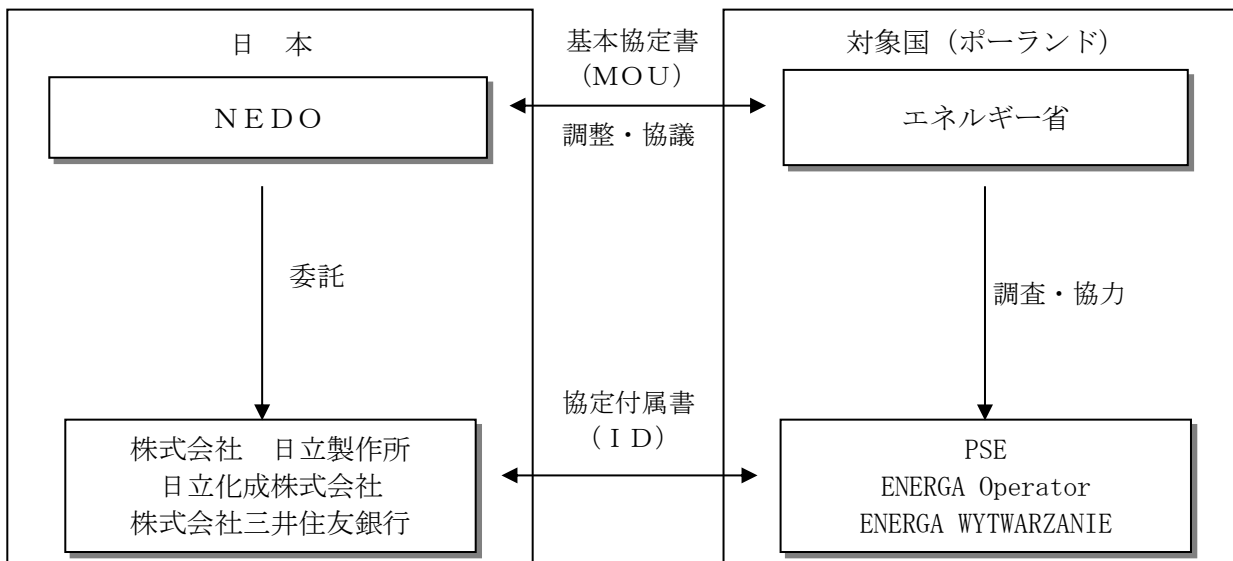 日　本
基本協定書
（ＭＯＵ）
対象国（ポーランド）
ＮＥＤＯ
調整・協議
エネルギー省
委託
調査・協力
協定付属書
（ＩＤ）
株式会社　日立製作所
日立化成株式会社
株式会社三井住友銀行
PSE
ENERGA Operator
ENERGA WYTWARZANIE